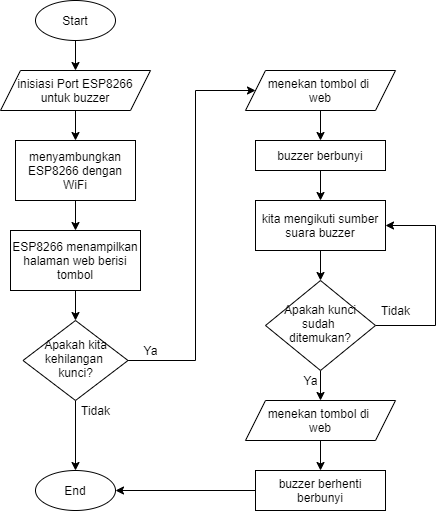 Start
inisiasi Port ESP8266
untuk buzzer
menyambungkan
ESP8266 dengan
WiFi
ESP8266 menampilkan
halaman web berisi
tombol
Apakah kita
kehilangan
kunci?
Ya
Tidak
End
menekan tombol di
web
buzzer berbunyi
kita mengikuti sumber
suara buzzer
Apakah kunci
sudah
ditemukan?
Tidak
Ya
menekan tombol di
web
buzzer berhenti
berbunyi